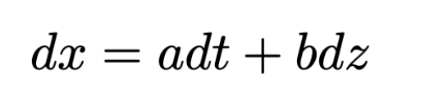 dx = adt + bdz